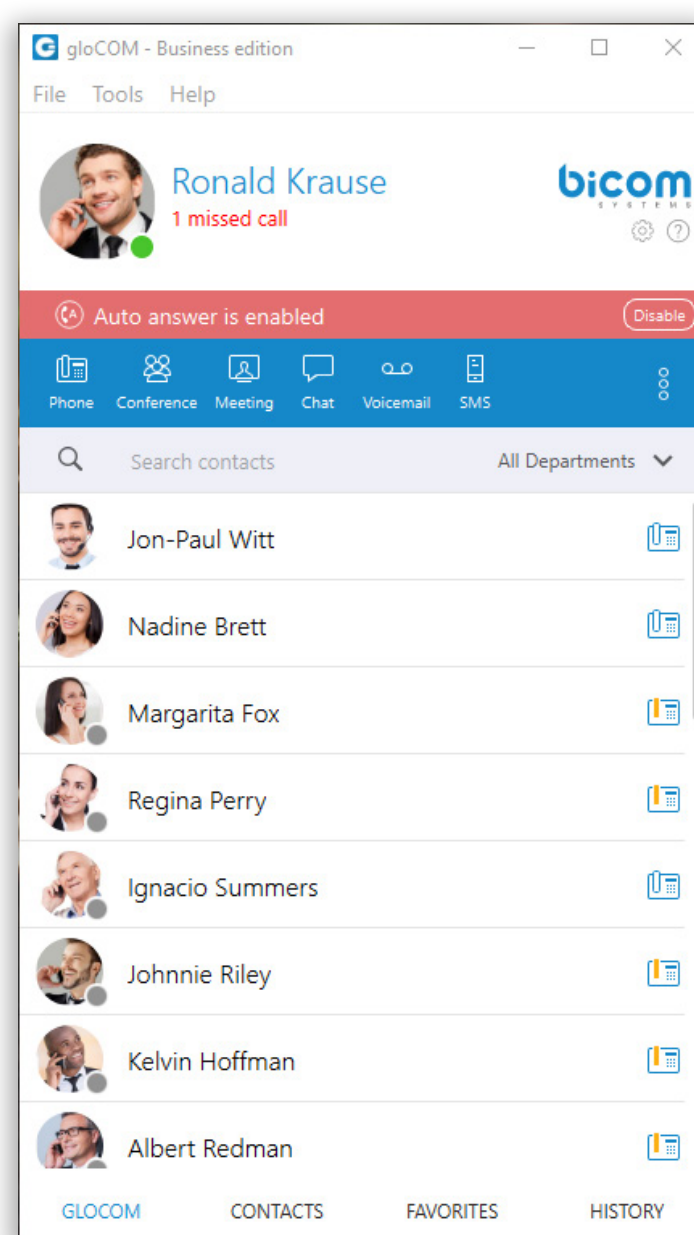 gloCOM - Business edition
File Tools Help
Ronald Krause
1 missed call
bicom
SYSTEMS
?
A Auto answer is enabled Disable
Phone Conference Meeting Chat Voicemail SMS
Search contacts All Departments
Jon-Paul Witt
Nadine Brett
Margarita Fox
Regina Perry
Ignacio Summers
Johnnie Riley
Kelvin Hoffman
Albert Redman
GLOCOM CONTACTS FAVORITES HISTORY